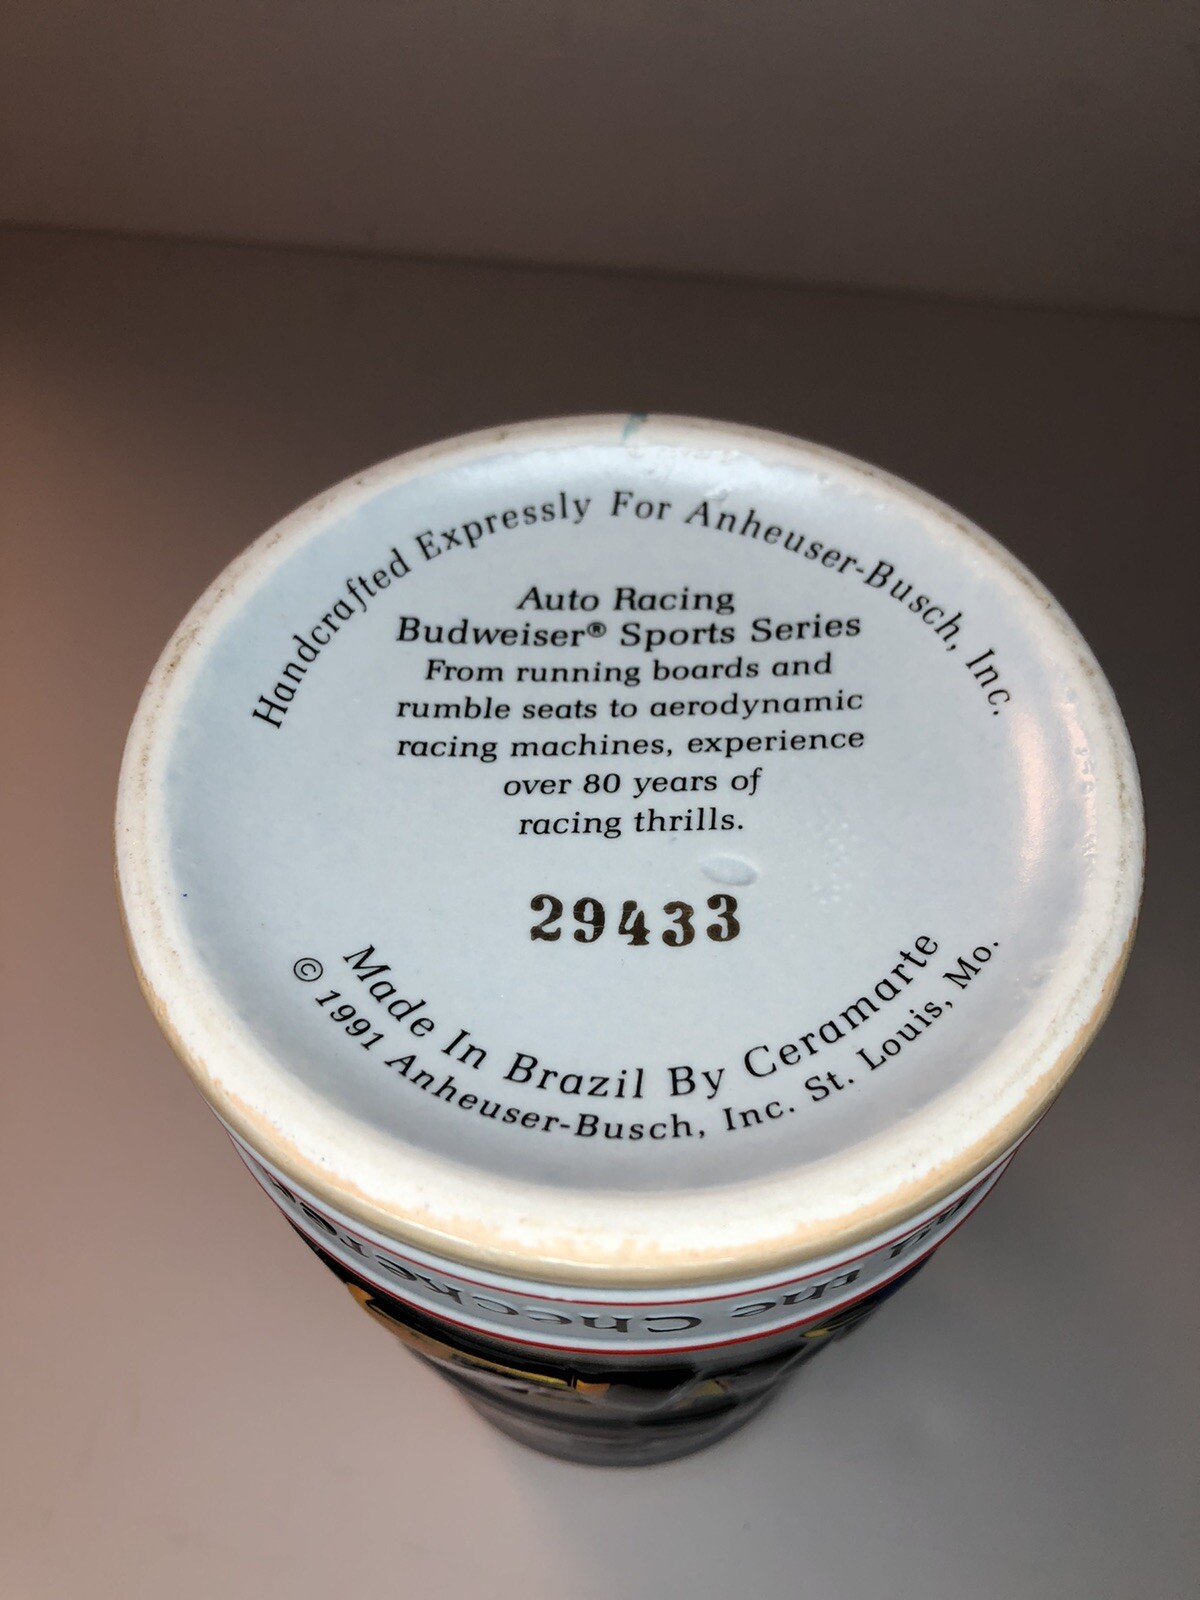 Handcrafted Expressly For Anheuser-Busch, Inc.
Auto Racing
Budweiser® Sports Series
From running boards and
rumble seats to aerodynamic
racing machines, experience
over 80 years of
racing thrills.
29433
Made In Brazil By Ceramarte
© 1991 Anheuser-Busch, Inc. St. Louis, Mo.
the Checkere